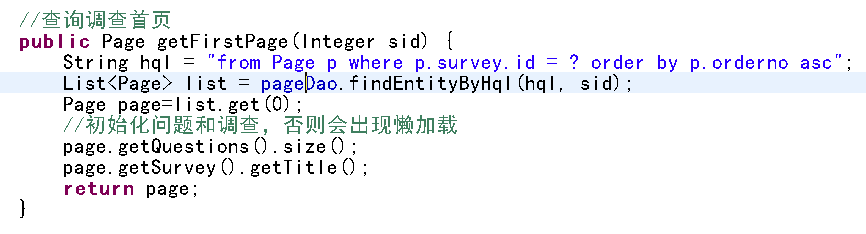 //查询调查首页
public Page getFirstPage(Integer sid) {
    String hql = "from Page p where p.survey.id = ? order by p.orderno asc";
    List<Page> list = pageDao.findEntityByHql(hql, sid);
    Page page=list.get(0);
    //初始化问题和调查，否则会出现懒加载
    page.getQuestions().size();
    page.getSurvey().getTitle();
    return page;
}